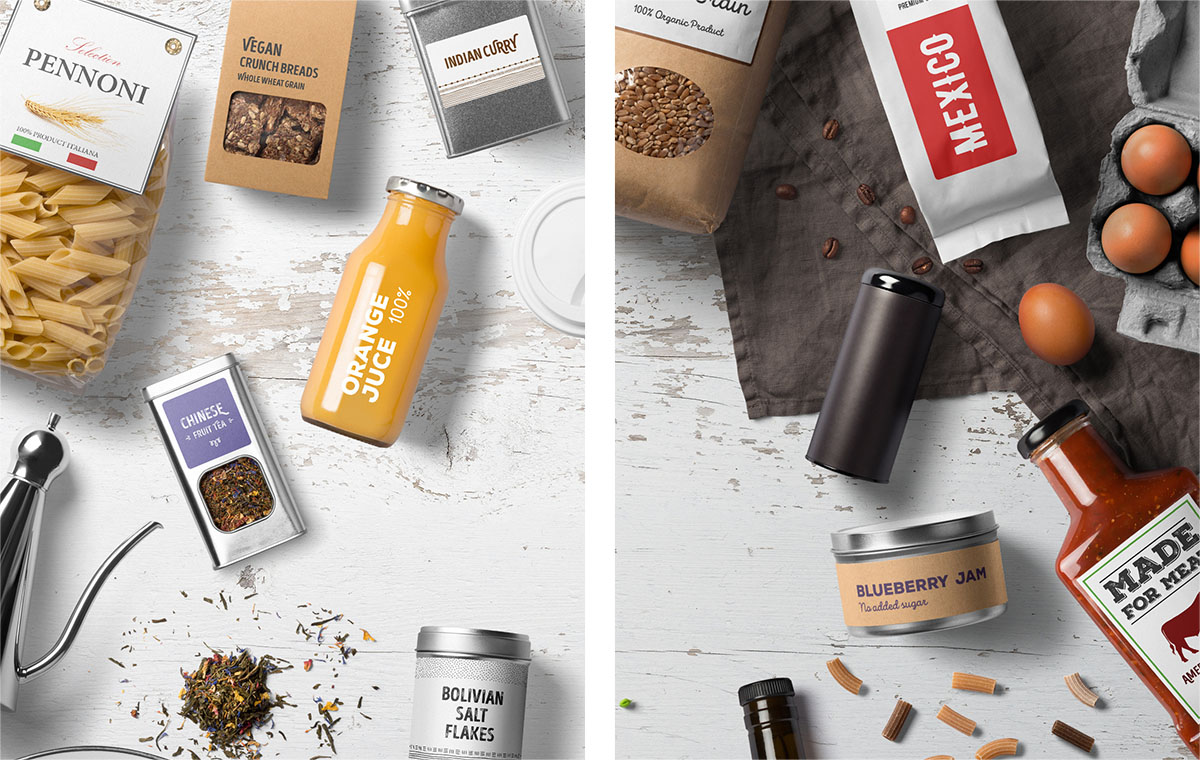 Selection
PENNONI
100% PRODUCT ITALIANA
VEGAN
CRUNCH BREADS
WHOLE WHEAT GRAIN
INDIAN CURRY
ORANGE
JUCE 100%
CHINESE
FRUIT TEA
BOLIVIAN
SALT
FLAKES
100% Organic Product
MEXICO
BLUEBERRY JAM
No added sugar
MADE
FOR MEA